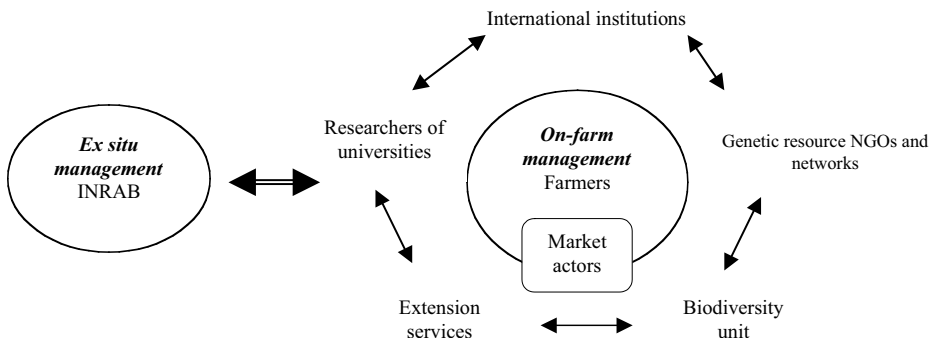 International institutions
Ex situ
management
INRAB
Researchers of
universities
On-farm
management
Farmers
Genetic resource NGOs and
networks
Market
actors
Extension
services
Biodiversity
unit